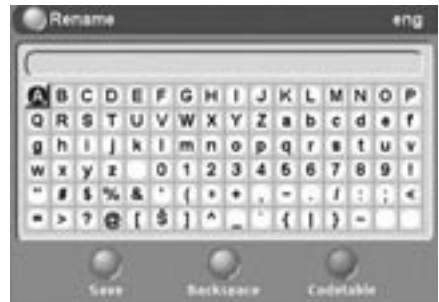 Rename eng
A B C D E F G H I J K L M N O P
Q R S T U V W X Y Z a b c d e f
g h i j k l m n o p q r s t u v
w x y z 0 1 2 3 4 5 6 7 8 9 !
" # $ % & ' ( * + , - . / : ; <
= > ? @ [ Š ] ^ _ ` { | } ~
Save Backspace Codetable